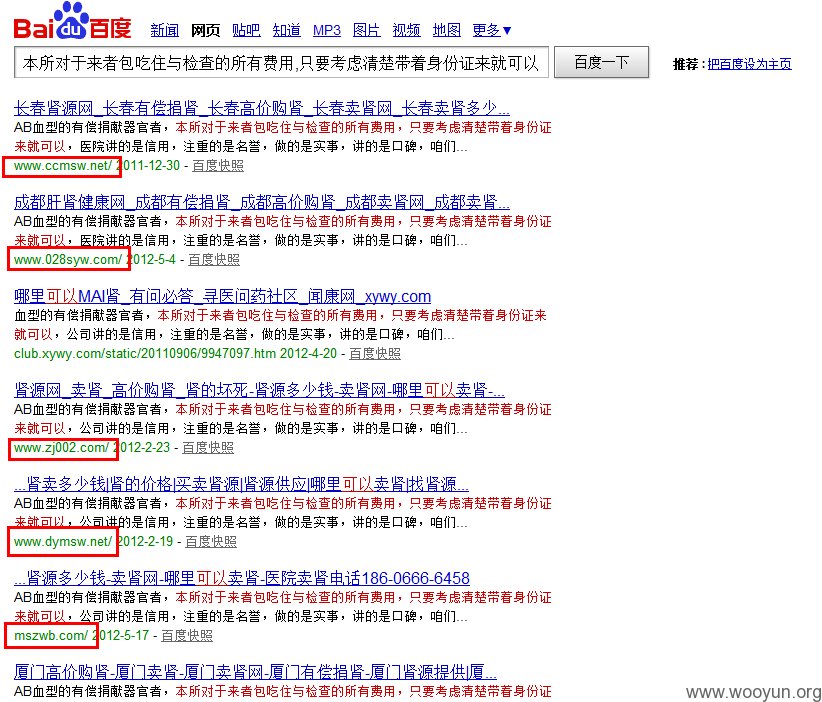 Bai du 百度 新闻 网页 贴吧 知道 MP3 图片 视频 地图 更多▼
本所对于来者包吃住与检查的所有费用,只要考虑清楚带着身份证来就可以 百度一下 推荐:把百度设为主页
长春肾源网_长春有偿捐肾_长春高价购肾_长春卖肾网_长春卖肾多少...
AB血型的有偿捐献器官者，本所对于来者包吃住与检查的所有费用，只要考虑清楚带着身份证
来就可以，医院讲的是信用，注重的是名誉，做的是实事，讲的是口碑，咱们...
www.ccmsw.net/ 2011-12-30 - 百度快照
成都肝肾健康网_成都有偿捐肾_成都高价购肾_成都卖肾网_成都卖肾...
AB血型的有偿捐献器官者，本所对于来者包吃住与检查的所有费用，只要考虑清楚带着身份证
来就可以，医院讲的是信用，注重的是名誉，做的是实事，讲的是口碑，咱们...
www.028syw.com/ 2012-5-4 - 百度快照
哪里可以MAI肾_有问必答_寻医问药社区_闻康网_xywy.com
血型的有偿捐献器官者，本所对于来者包吃住与检查的所有费用，只要考虑清楚带着身份证来
就可以，公司讲的是信用，注重的是名誉，做的是实事，讲的是口碑，咱们...
club.xywy.com/static/20110906/9947097.htm 2012-4-20 - 百度快照
肾源网_卖肾_高价购肾_肾的坏死-肾源多少钱-卖肾网-哪里可以卖肾-...
AB血型的有偿捐献器官者，本所对于来者包吃住与检查的所有费用，只要考虑清楚带着身份证
来就可以，公司讲的是信用，注重的是名誉，做的是实事，讲的是口碑，咱们...
www.zj002.com/ 2012-2-23 - 百度快照
...肾卖多少钱|肾的价格|买卖肾源|肾源供应|哪里可以卖肾|找肾源...
AB血型的有偿捐献器官者，本所对于来者包吃住与检查的所有费用，只要考虑清楚带着身份证
来就可以，公司讲的是信用，注重的是名誉，做的是实事，讲的是口碑，咱们...
www.dymsw.net/ 2012-2-19 - 百度快照
...肾源多少钱-卖肾网-哪里可以卖肾-医院卖肾电话186-0666-6458
AB血型的有偿捐献器官者，本所对于来者包吃住与检查的所有费用，只要考虑清楚带着身份证
来就可以，公司讲的是信用，注重的是名誉，做的是实事，讲的是口碑，咱们...
mszwb.com/ 2012-5-17 - 百度快照
厦门高价购肾-厦门卖肾-厦门卖肾网-厦门有偿捐肾-厦门肾源提供|厦...
AB血型的有偿捐献器官者，本所对于来者包吃住与检查的所有费用，只要考虑清楚带着身份证
www.wooyun.org